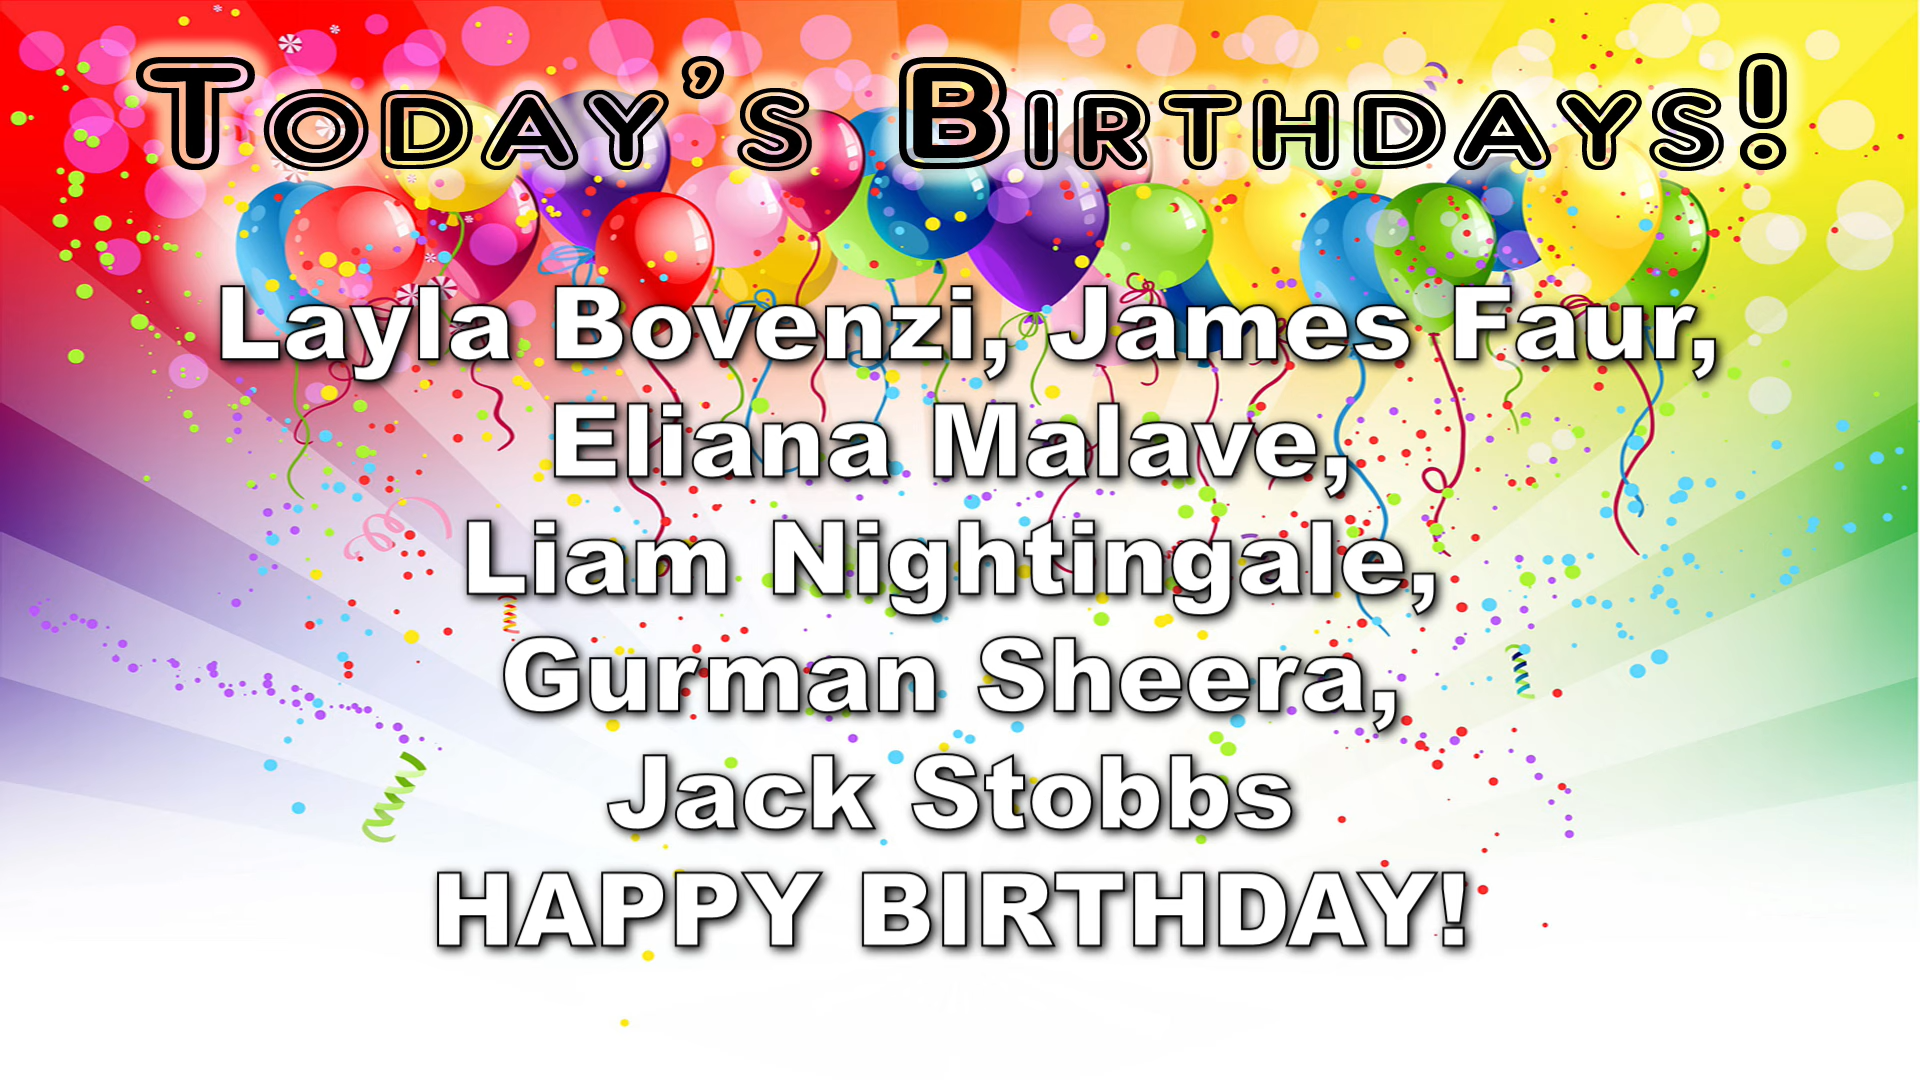 Today's Birthdays!
Layla Bovenzi, James Faur,
Eliana Malave,
Liam Nightingale,
Gurman Sheera,
Jack Stobbs
HAPPY BIRTHDAY!